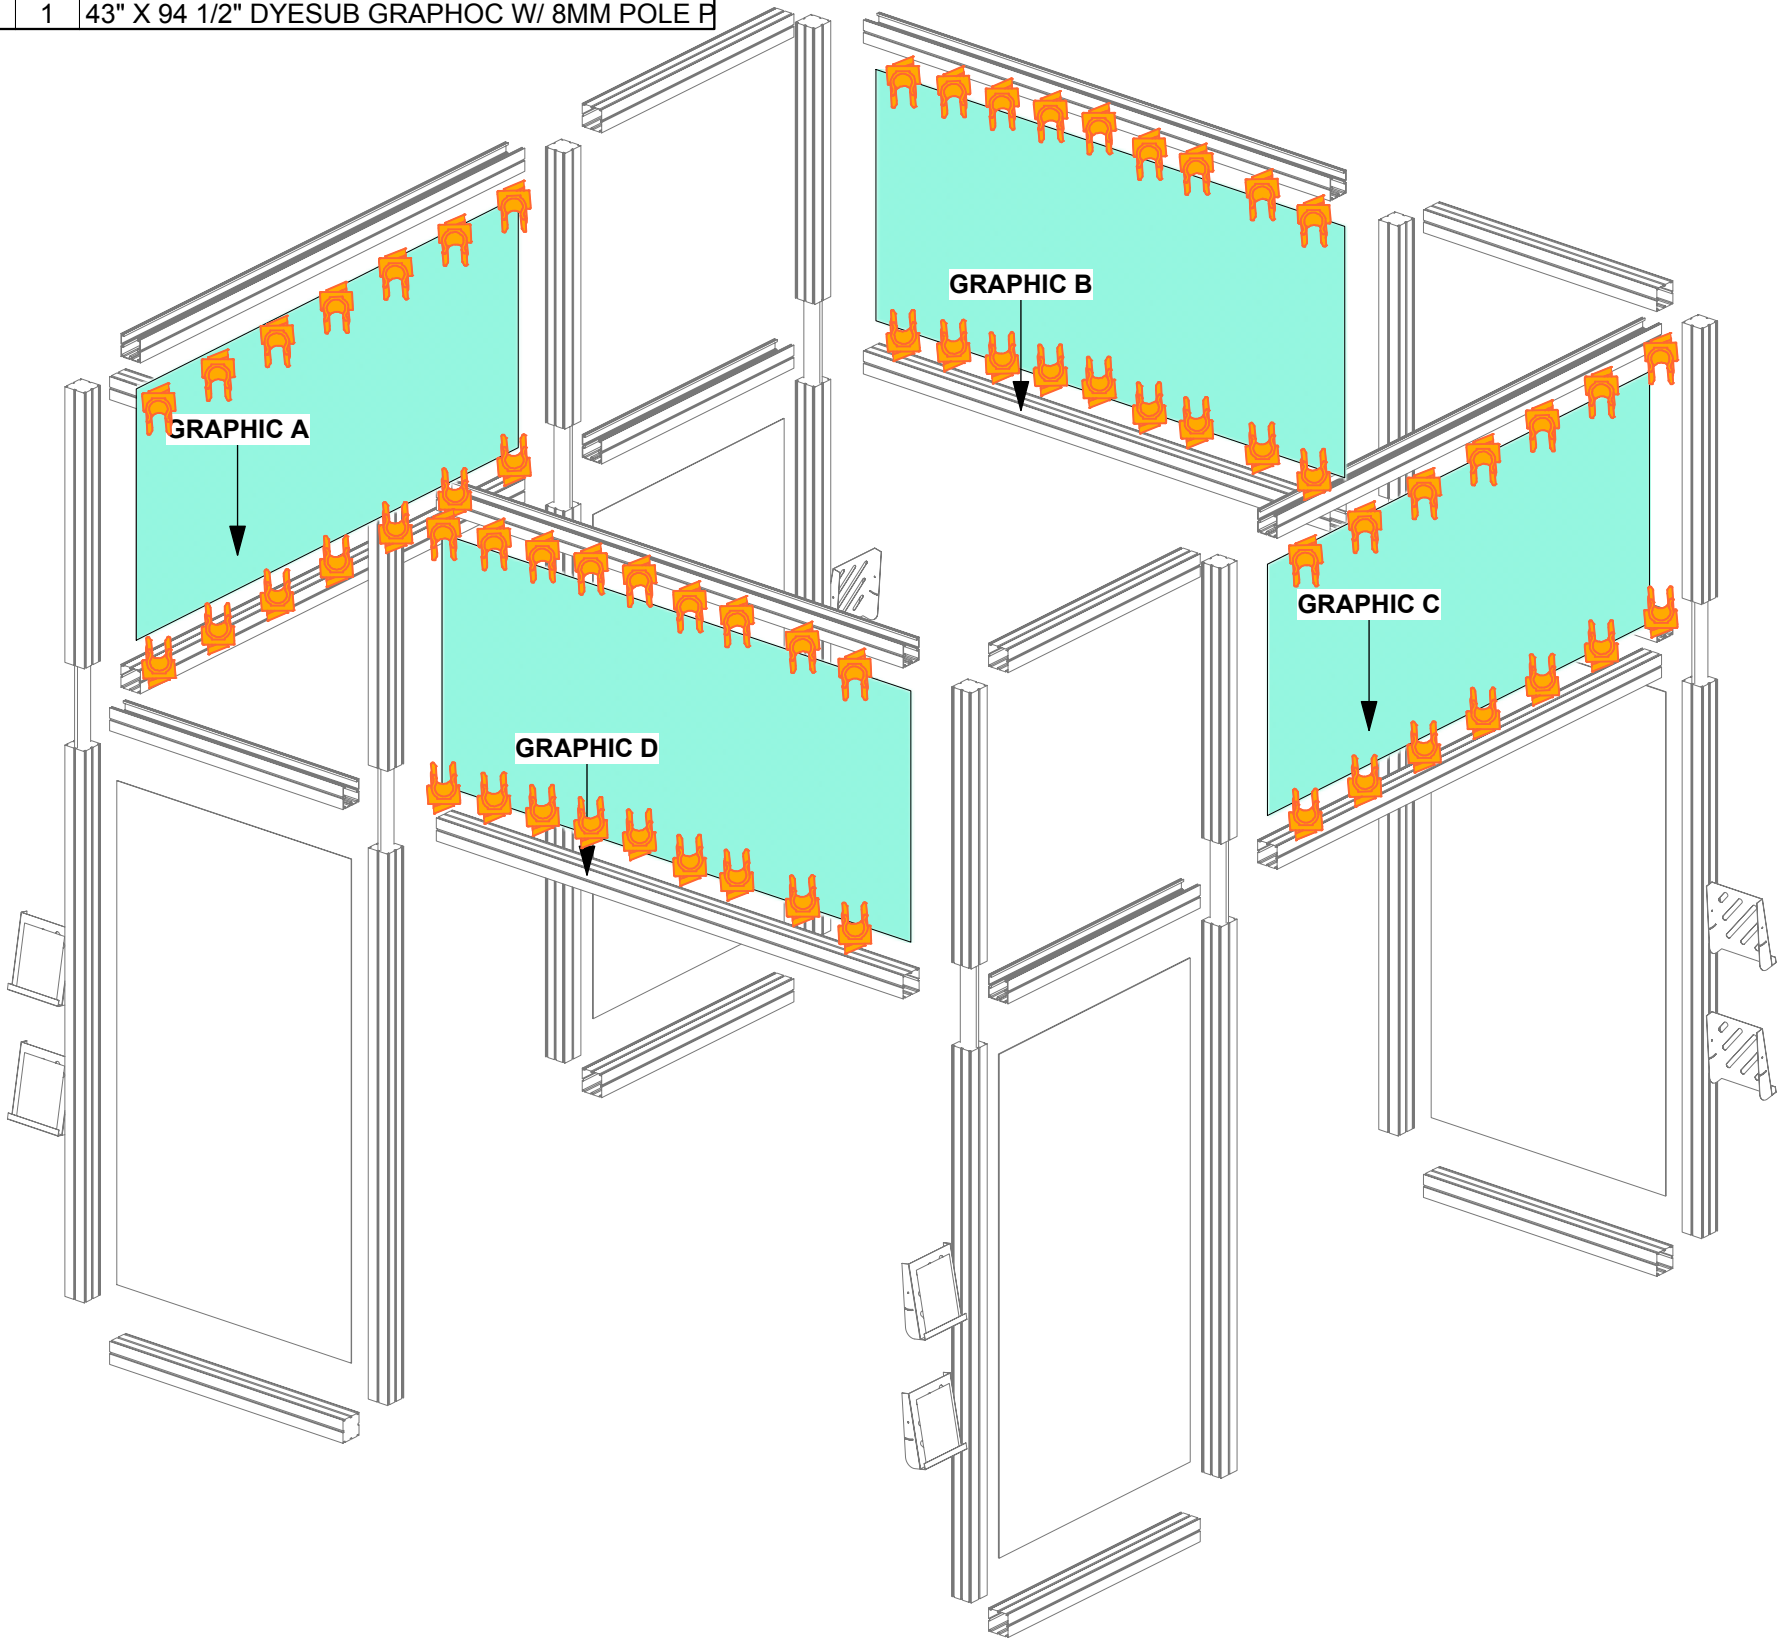 1 43" X 94 1/2" DYESUB GRAPHOC W/ 8MM POLE P
GRAPHIC B
GRAPHIC A
GRAPHIC C
GRAPHIC D